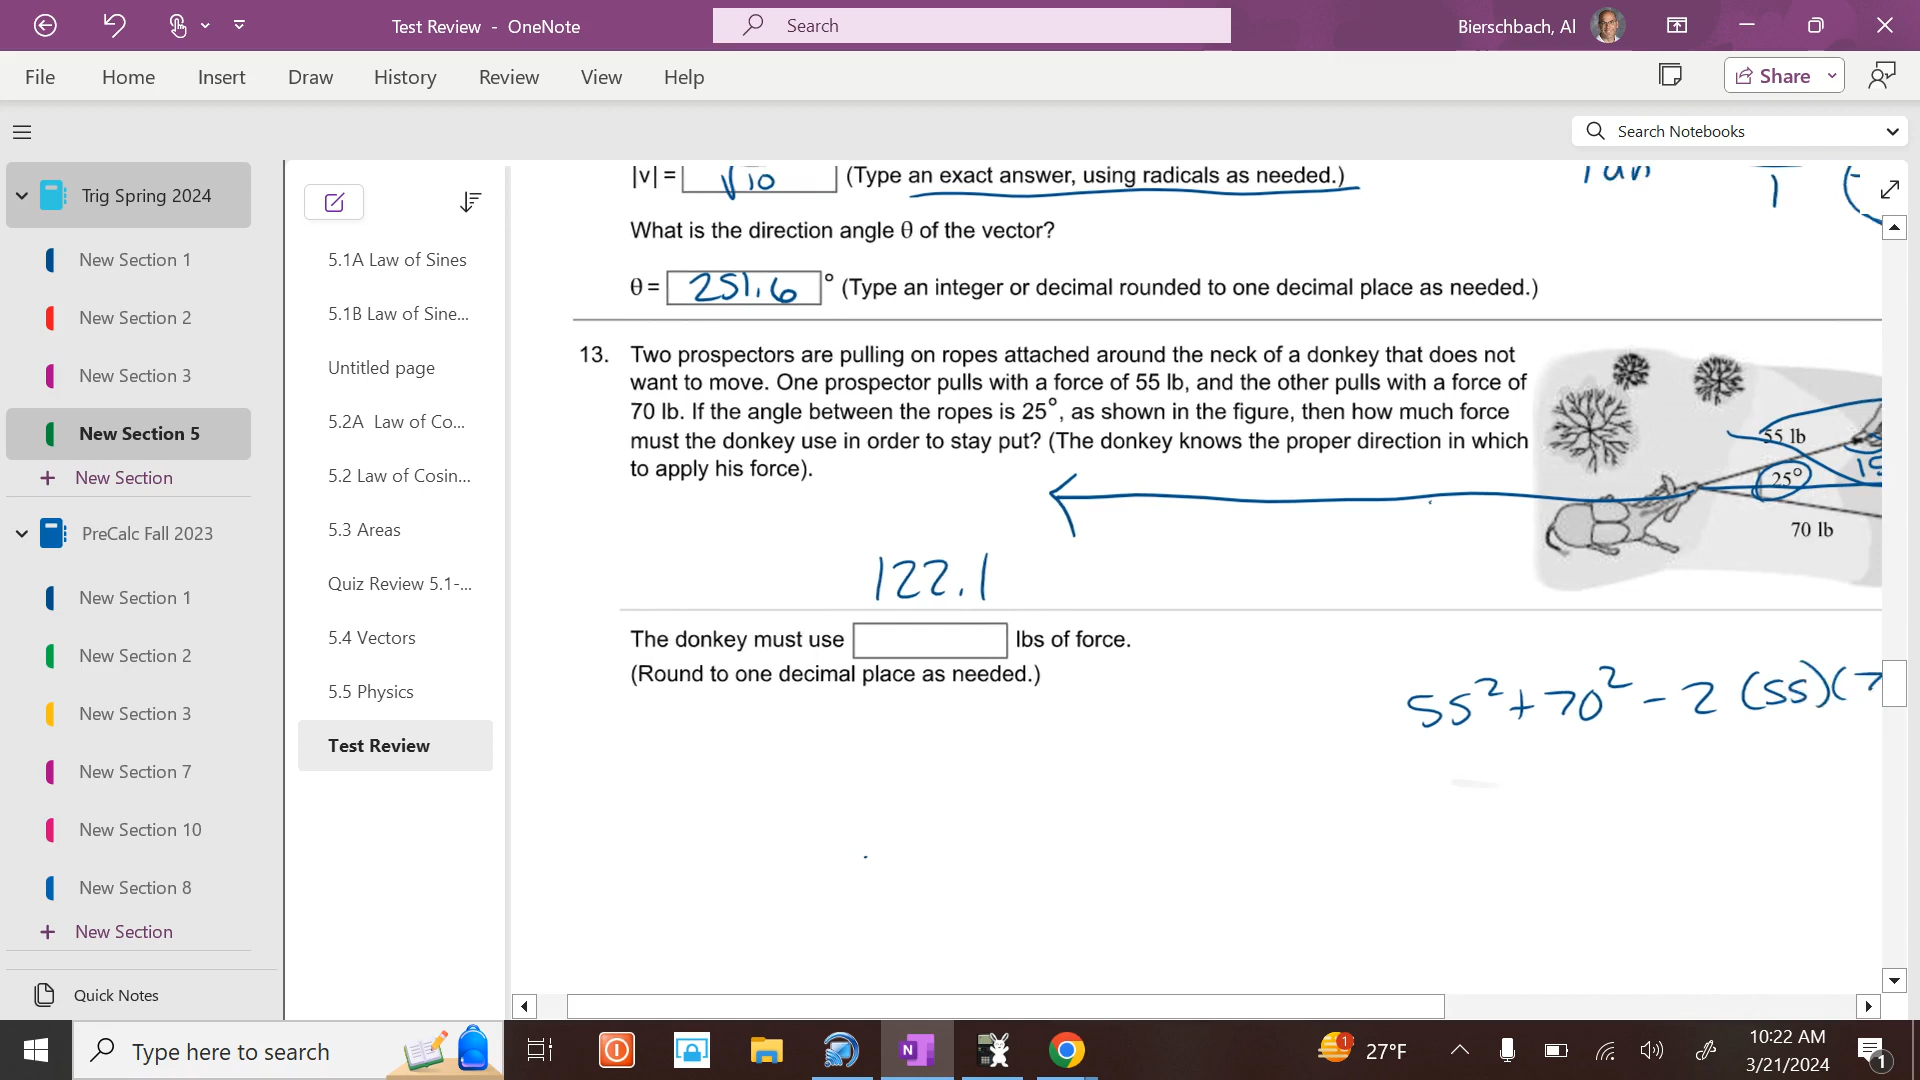 Test Review - OneNote
Search
Bierschbach, Al
File Home Insert Draw History Review View Help
Share
Search Notebooks
Trig Spring 2024
New Section 1
New Section 2
New Section 3
New Section 5
+ New Section
PreCalc Fall 2023
New Section 1
New Section 2
New Section 3
New Section 7
New Section 10
New Section 8
+ New Section
Quick Notes
5.1A Law of Sines
5.1B Law of Sine...
Untitled page
5.2A Law of Co...
5.2 Law of Cosin...
5.3 Areas
Quiz Review 5.1-...
5.4 Vectors
5.5 Physics
Test Review
|v| = √10 (Type an exact answer, using radicals as needed.)
Tan
1
What is the direction angle θ of the vector?
θ = 251.6 ° (Type an integer or decimal rounded to one decimal place as needed.)
13. Two prospectors are pulling on ropes attached around the neck of a donkey that does not
want to move. One prospector pulls with a force of 55 lb, and the other pulls with a force of
70 lb. If the angle between the ropes is 25°, as shown in the figure, then how much force
must the donkey use in order to stay put? (The donkey knows the proper direction in which
to apply his force).
55 lb
25°
15
70 lb
122.1
The donkey must use lbs of force.
(Round to one decimal place as needed.)
55² + 70² - 2 (55)(7
Type here to search
1
27°F
10:22 AM
3/21/2024
1